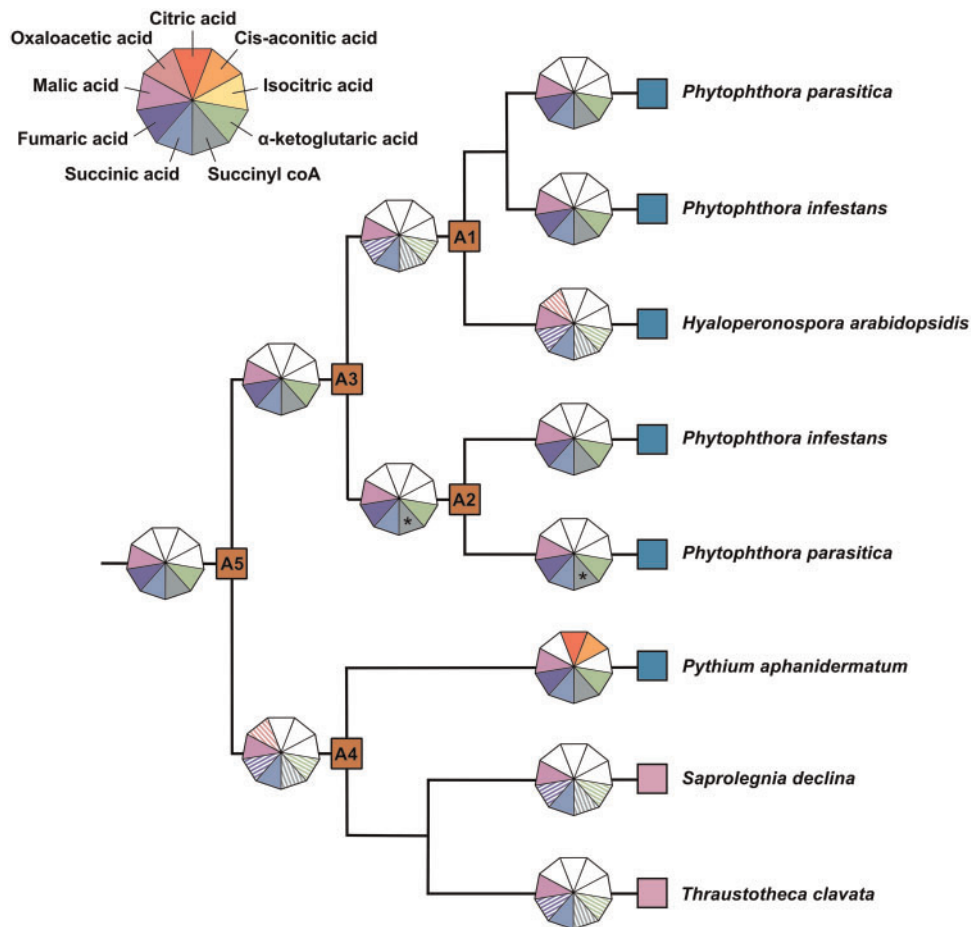 Citric acid
Oxaloacetic acid
Cis-aconitic acid
Malic acid
Isocitric acid
Fumaric acid
α-ketoglutaric acid
Succinic acid
Succinyl coA
Phytophthora parasitica
Phytophthora infestans
A1
Hyaloperonospora arabidopsidis
A3
Phytophthora infestans
A2
*
Phytophthora parasitica
*
A5
Pythium aphanidermatum
A4
Saprolegnia declina
Thraustotheca clavata